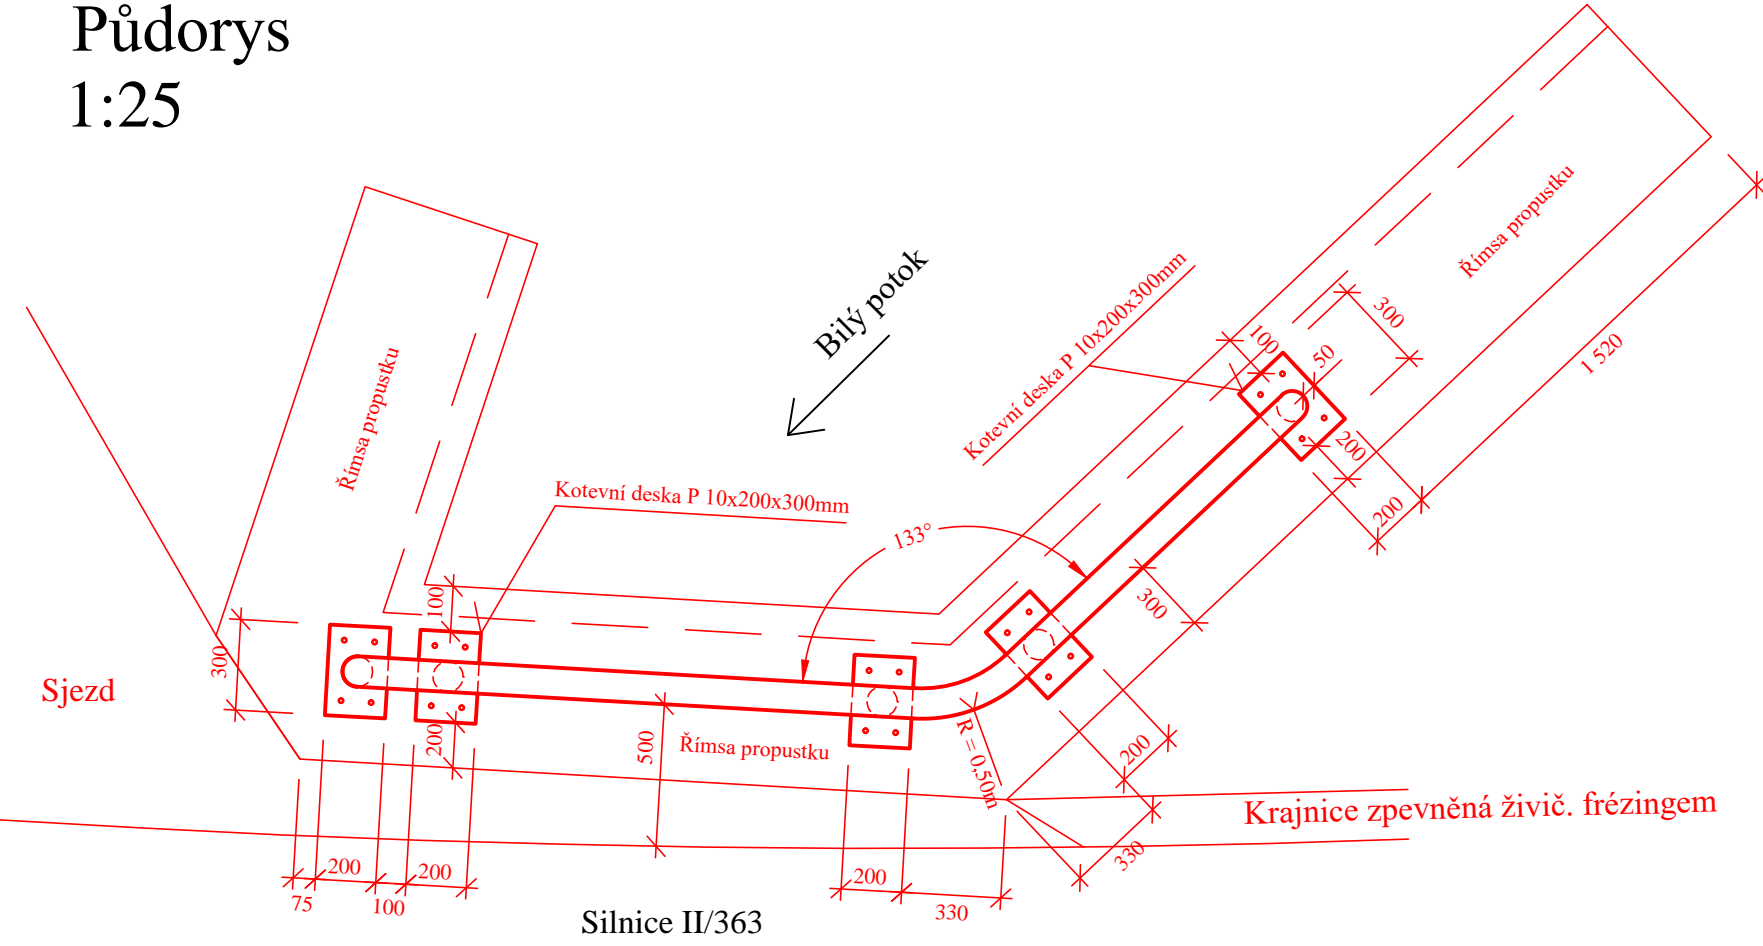 Půdorys
1:25
Římsa propustku
Bilý potok
Kotevní deska P 10x200x300mm
Římsa propustku
300
100
50
1 520
200
200
Kotevní deska P 10x200x300mm
133°
100
300
300
Sjezd
200
500
Římsa propustku
R = 0,50m
200
Krajnice zpevněná živič. frézingem
330
200
200
200
75
100
330
Silnice II/363